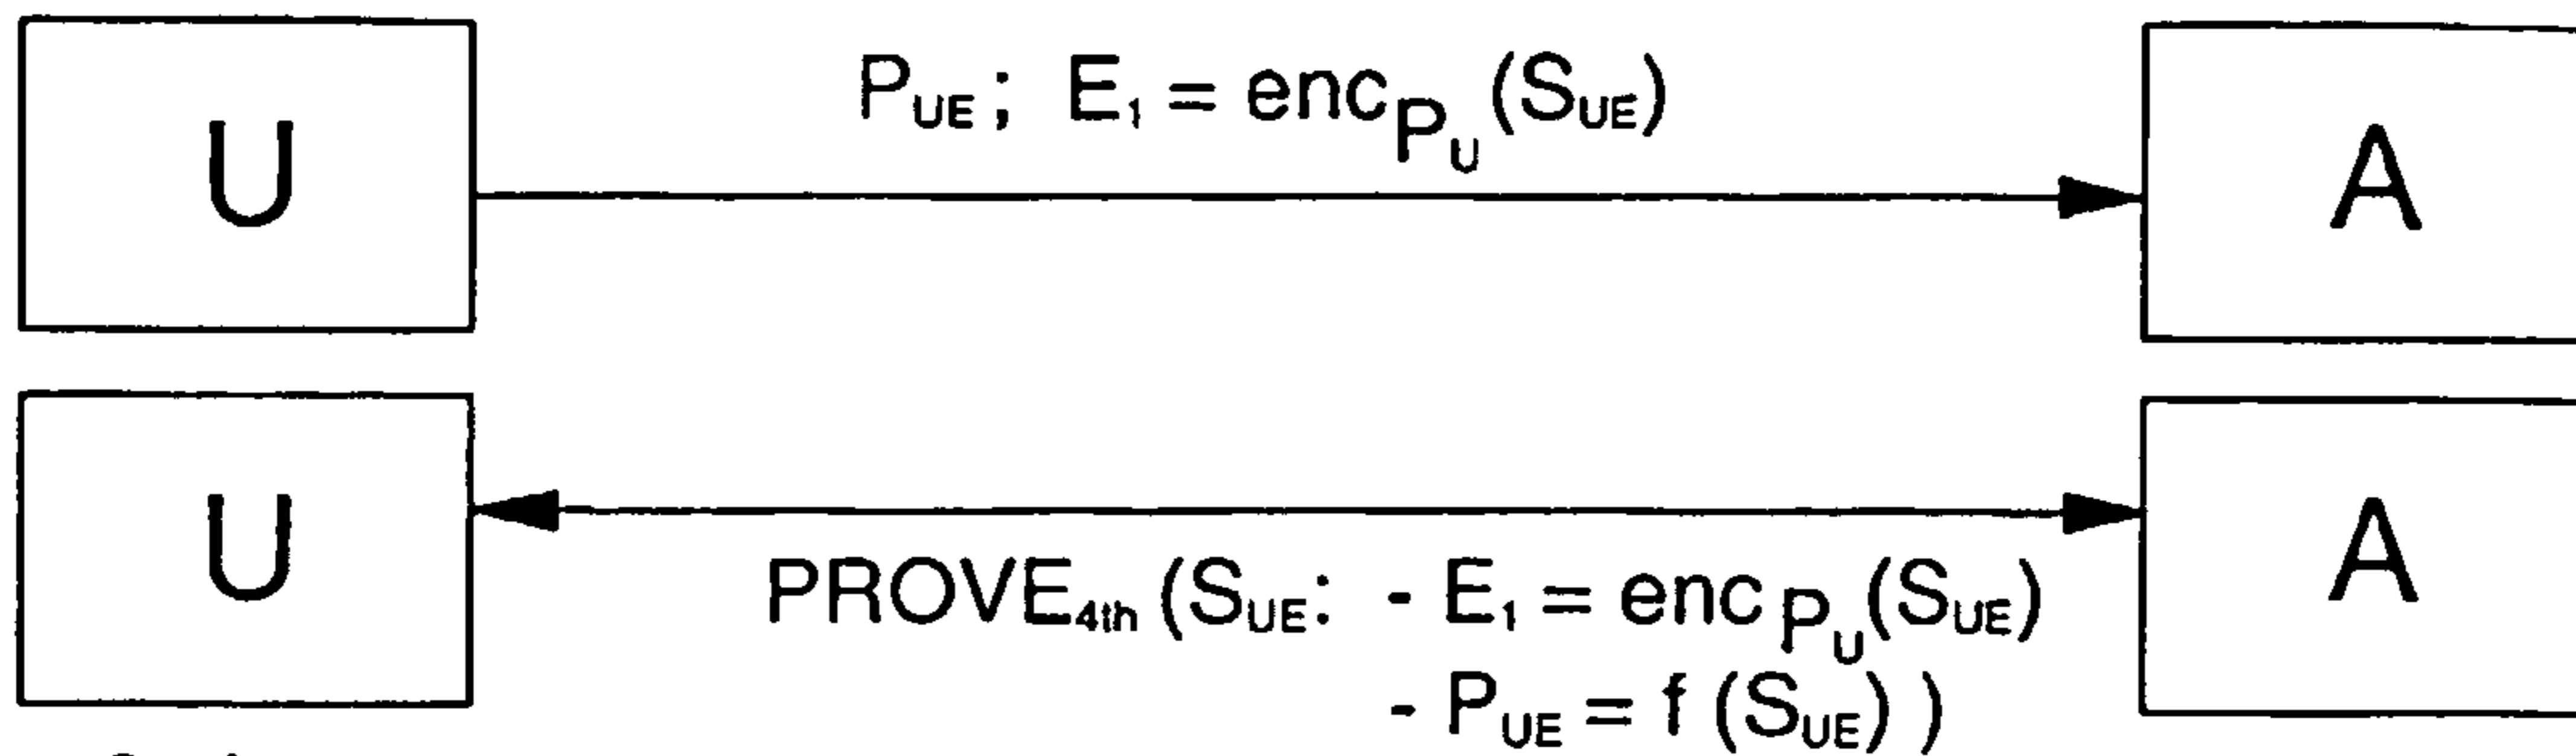 U
P_UE ; E_1 = enc_P_U (S_UE)
A
U
A
PROVE_4th (S_UE: - E_1 = enc_P_U (S_UE)
- P_UE = f (S_UE) )